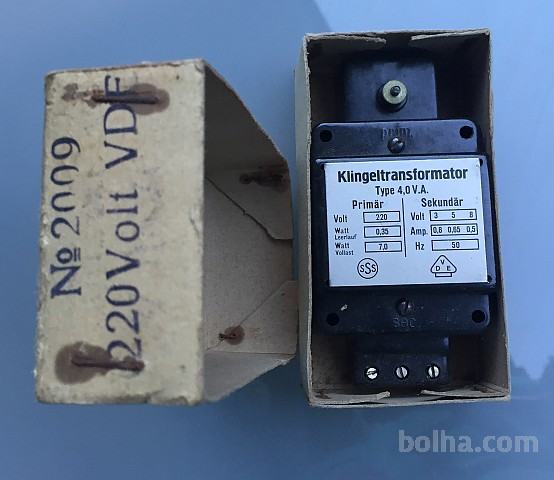 № 2009
220 Volt VDE
prim.
Klingeltransformator
Type 4,0 V.A.
Primär Sekundär
Volt 220 Volt 3 5 8
Watt Leerlauf 0,35 Amp. 0,8 0,65 0,5
Watt Vollast 7,0 Hz 50
SSS VDE
sec
bolha.com